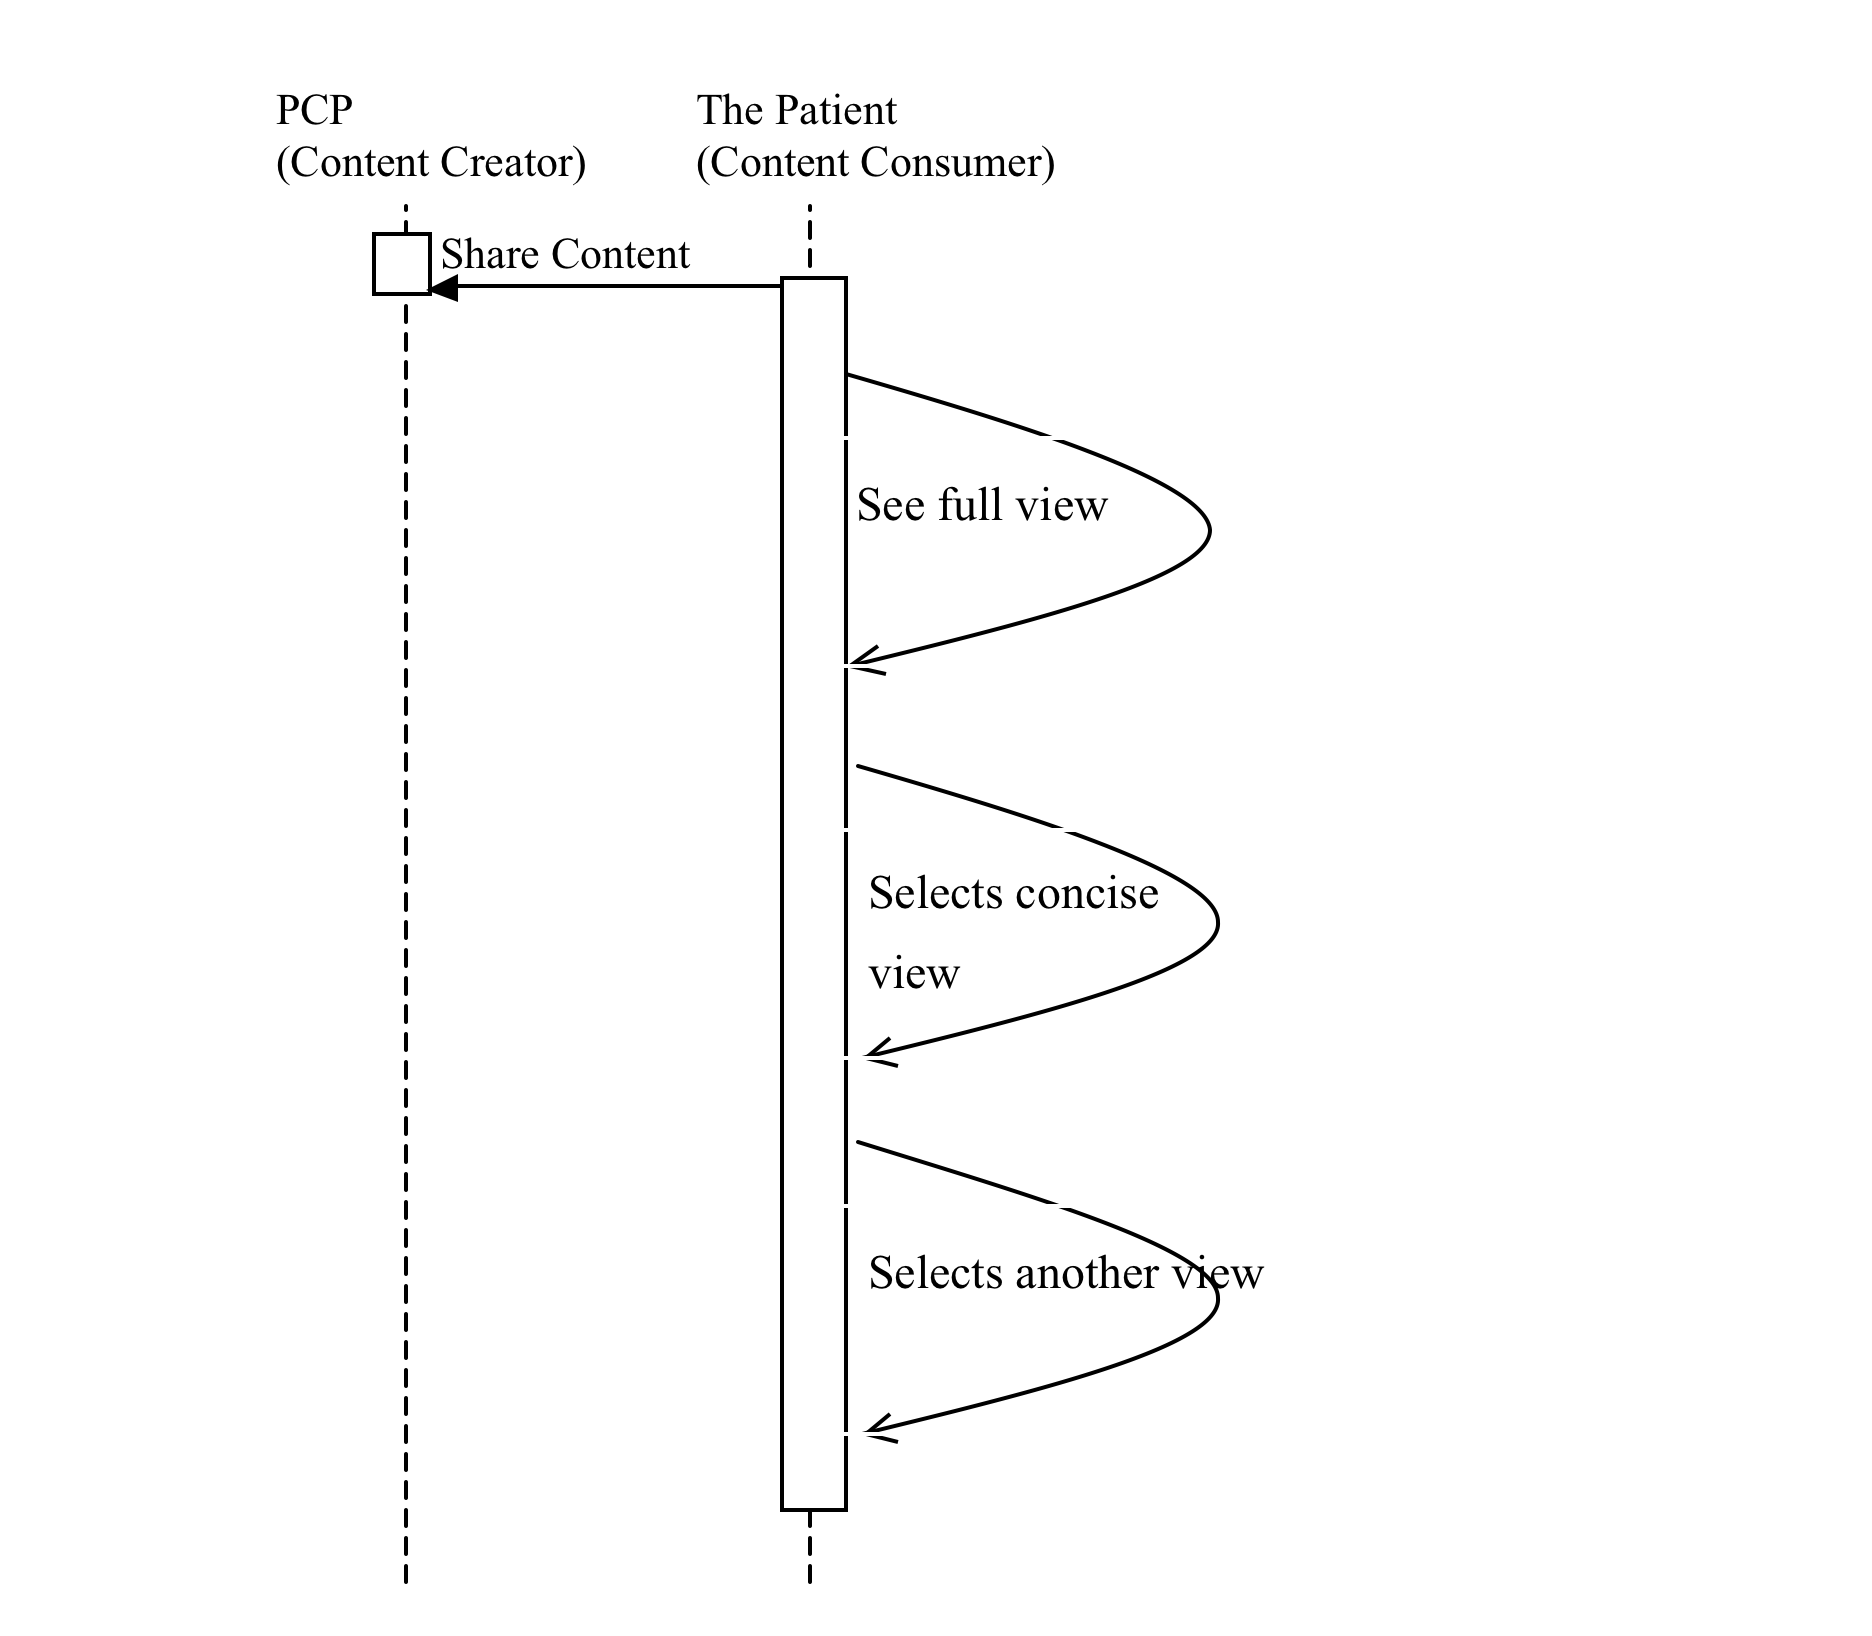 PCP
(Content Creator)
The Patient
(Content Consumer)
Share Content
See full view
Selects concise
view
Selects another view